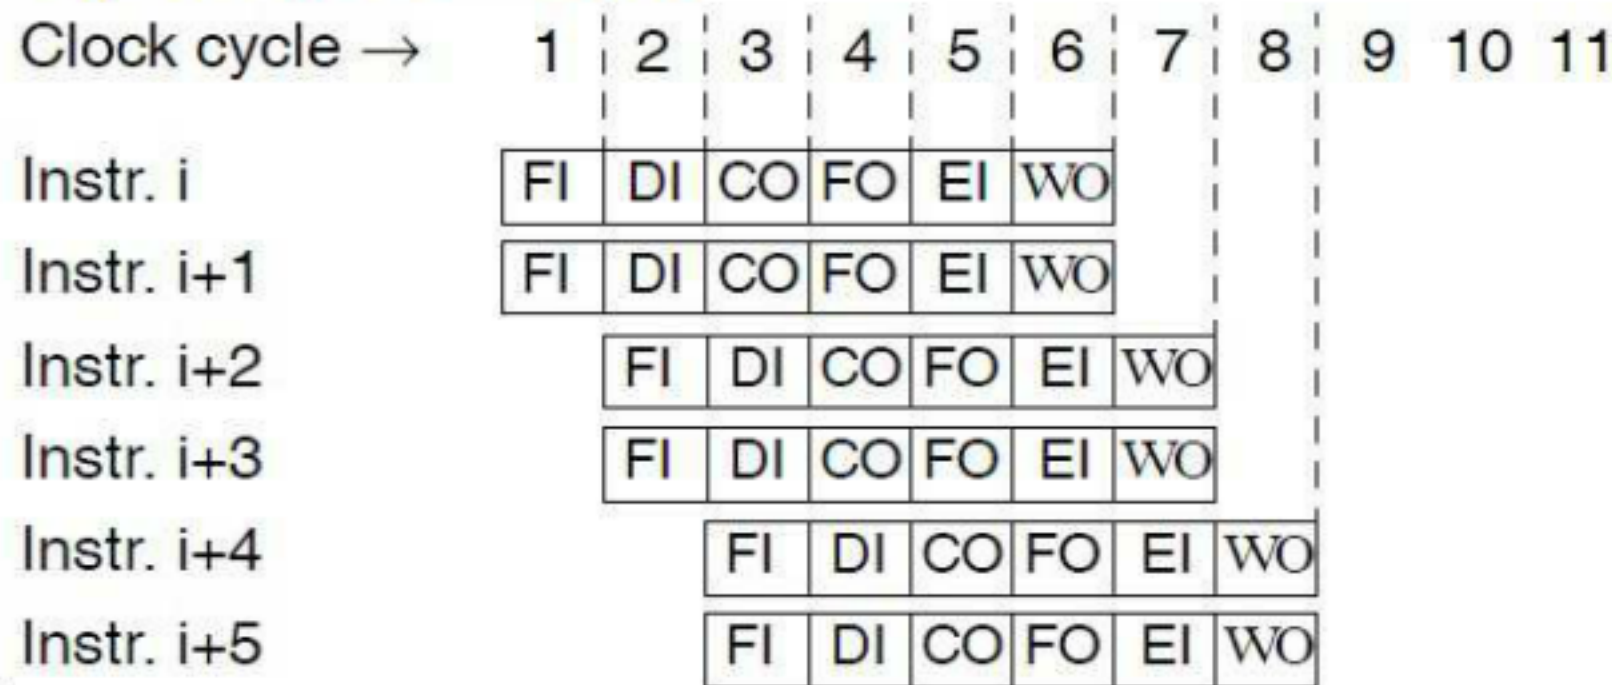 Clock cycle → 1 2 3 4 5 6 7 8 9 10 11
Instr. i FI DI CO FO EI WO
Instr. i+1 FI DI CO FO EI WO
Instr. i+2 FI DI CO FO EI WO
Instr. i+3 FI DI CO FO EI WO
Instr. i+4 FI DI CO FO EI WO
Instr. i+5 FI DI CO FO EI WO